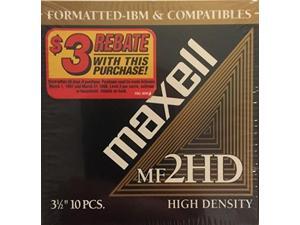 FORMATTED-IBM & COMPATIBLES
$3 REBATE
WITH THIS
PURCHASE!
maxell
MF2HD
3½" 10 PCS.
HIGH DENSITY